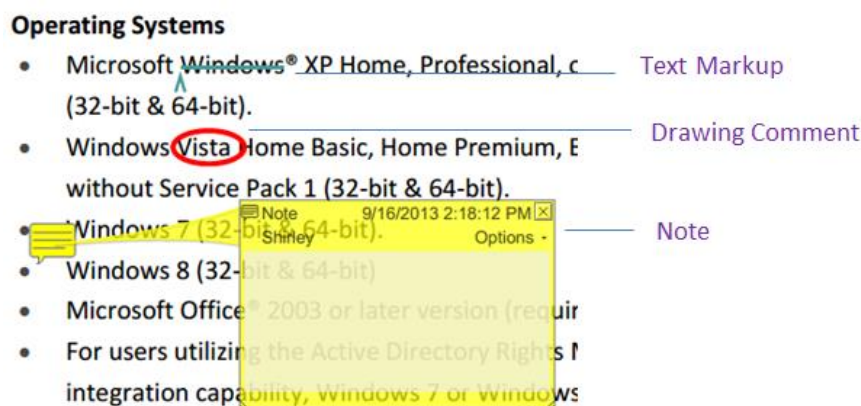 Operating Systems
• Microsoft Windows® XP Home, Professional, c
Text Markup
(32-bit & 64-bit).
Drawing Comment
• Windows Vista Home Basic, Home Premium, E
without Service Pack 1 (32-bit & 64-bit).
Note 9/16/2013 2:18:12 PM
• Windows 7 (32-bit & 64-bit).
Shirley Options -
Note
• Windows 8 (32-bit & 64-bit)
• Microsoft Office® 2003 or later version (requir
• For users utilizing the Active Directory Rights M
integration capability, Windows 7 or Windows